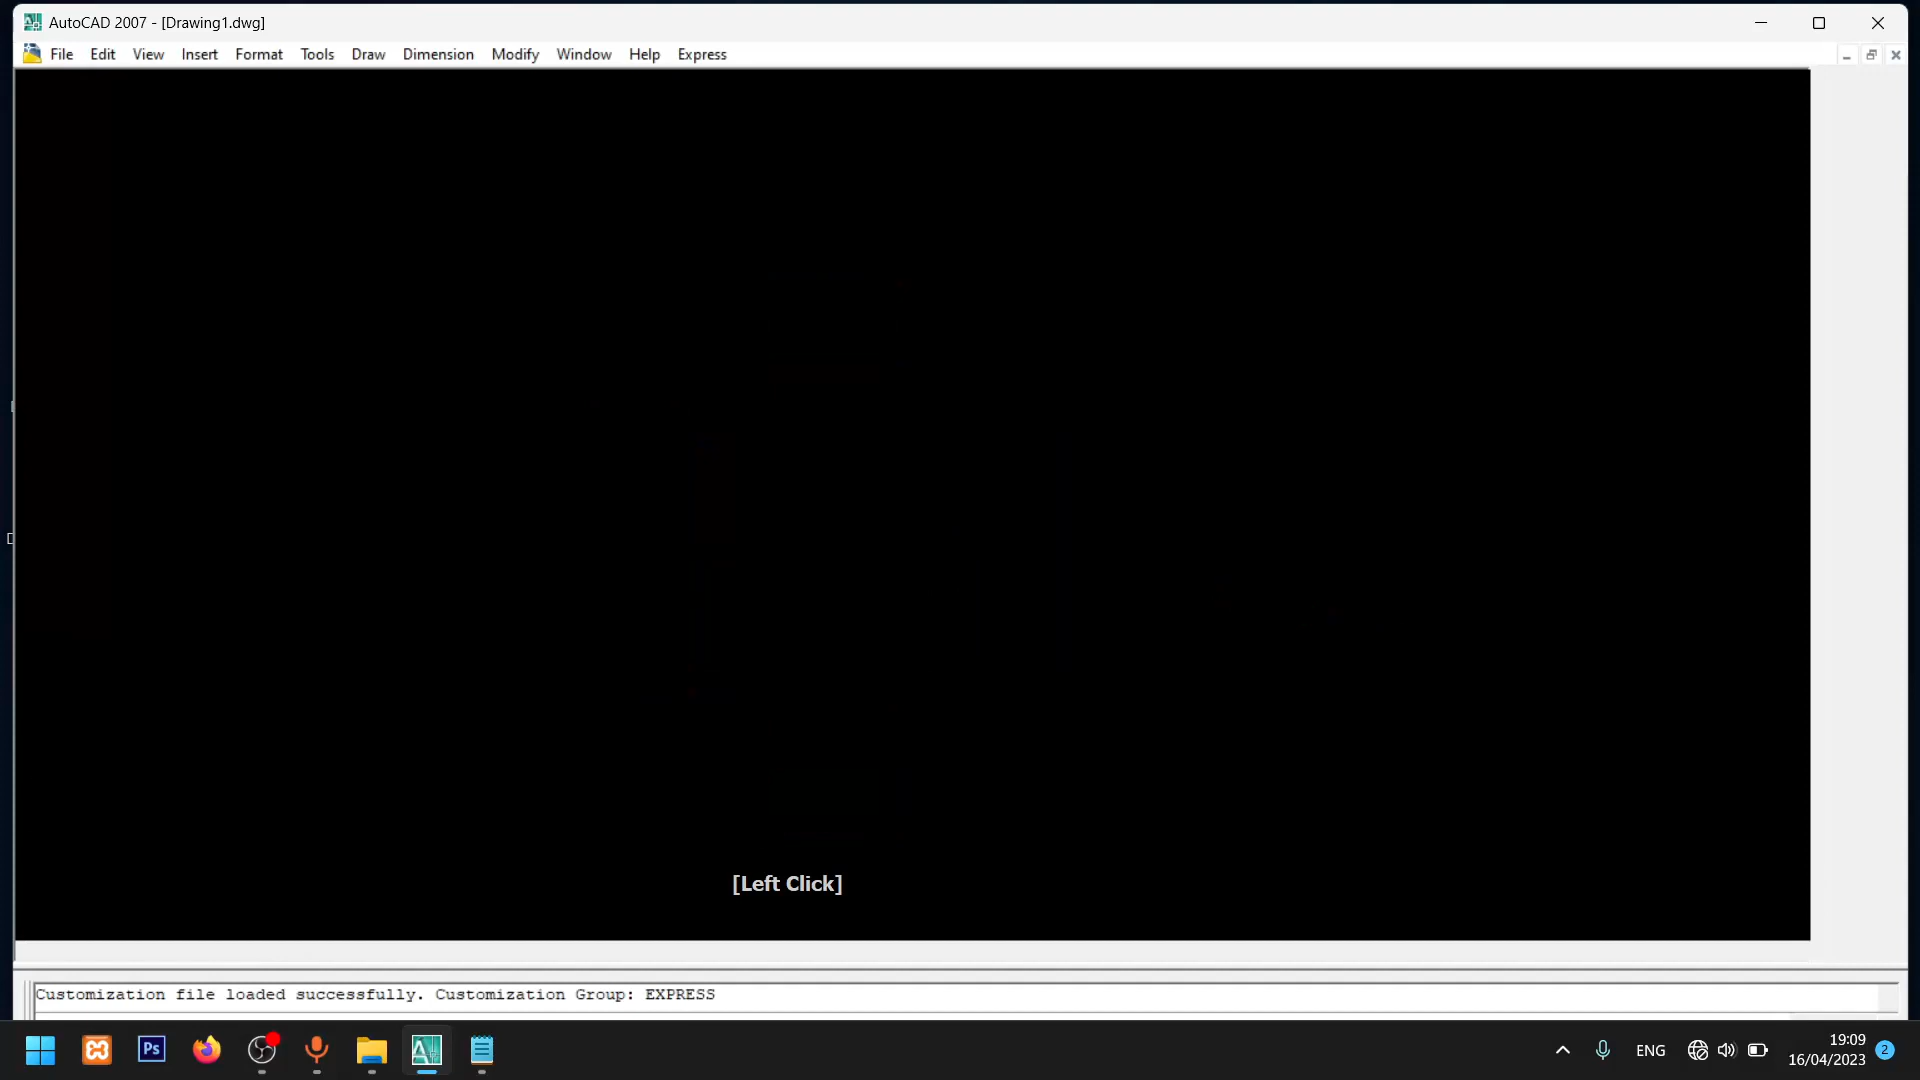 AutoCAD 2007 - [Drawing1.dwg]
File Edit View Insert Format Tools Draw Dimension Modify Window Help Express
[Left Click]
Customization file loaded successfully. Customization Group: EXPRESS
Ps
ENG
19:09
16/04/2023
2